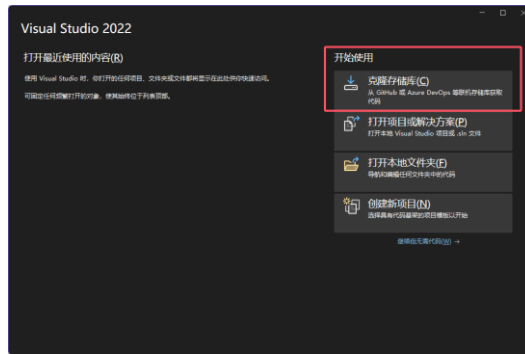 Visual Studio 2022
打开最近使用的内容(R)
使用 Visual Studio 时，你打开的任何项目、文件夹或文件都将显示在此处供你快速访问。
可固定任何频繁打开的对象，使其始终位于列表顶部。
开始使用
克隆存储库(C)
从 GitHub 或 Azure DevOps 等联机存储库获取
代码
打开项目或解决方案(P)
打开本地 Visual Studio 项目或 .sln 文件
打开本地文件夹(F)
导航和编辑任何文件夹中的代码
创建新项目(N)
选择具有代码基架的项目模板以开始
继续但无需代码(W) →